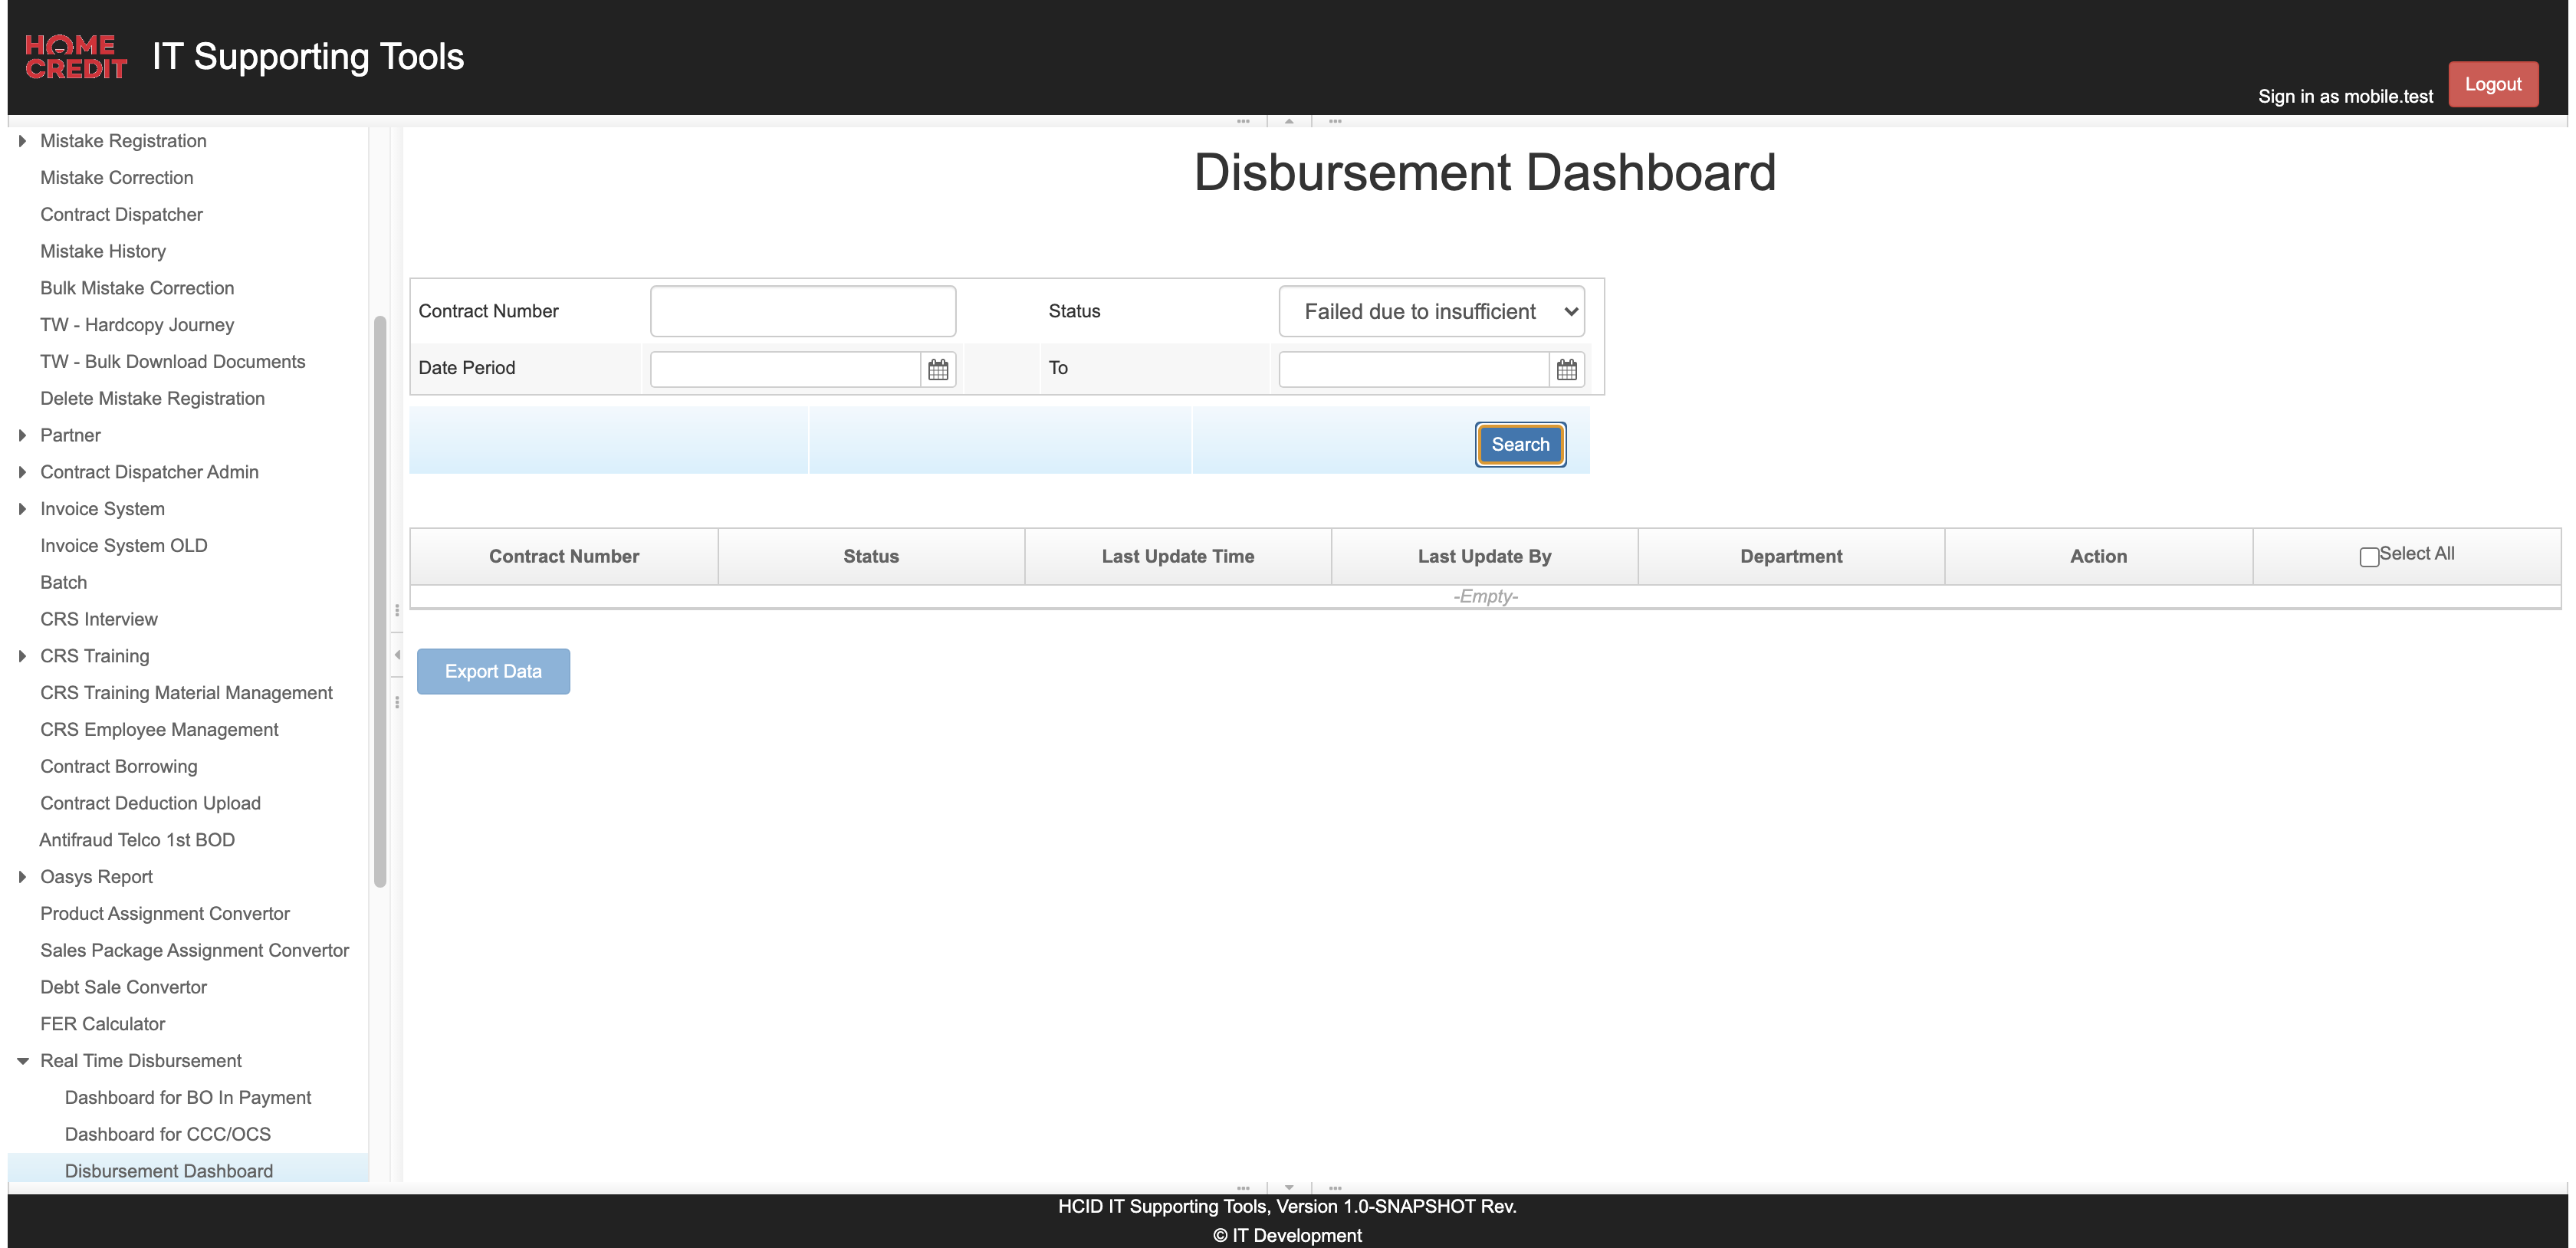 HOME
CREDIT
IT Supporting Tools
Sign in as mobile.test
Logout
Mistake Registration
Mistake Correction
Contract Dispatcher
Mistake History
Bulk Mistake Correction
TW - Hardcopy Journey
TW - Bulk Download Documents
Delete Mistake Registration
Partner
Contract Dispatcher Admin
Invoice System
Invoice System OLD
Batch
CRS Interview
CRS Training
CRS Training Material Management
CRS Employee Management
Contract Borrowing
Contract Deduction Upload
Antifraud Telco 1st BOD
Oasys Report
Product Assignment Convertor
Sales Package Assignment Convertor
Debt Sale Convertor
FER Calculator
Real Time Disbursement
Dashboard for BO In Payment
Dashboard for CCC/OCS
Disbursement Dashboard
Disbursement Dashboard
Contract Number
Status
Failed due to insufficient
Date Period
To
Search
Contract Number Status Last Update Time Last Update By Department Action Select All
-Empty-
Export Data
HCID IT Supporting Tools, Version 1.0-SNAPSHOT Rev.
© IT Development